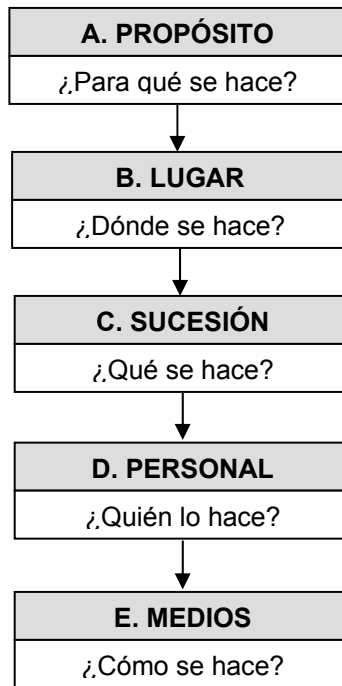 A. PROPÓSITO
¿Para qué se hace?
B. LUGAR
¿Dónde se hace?
C. SUCESIÓN
¿Qué se hace?
D. PERSONAL
¿Quién lo hace?
E. MEDIOS
¿Cómo se hace?